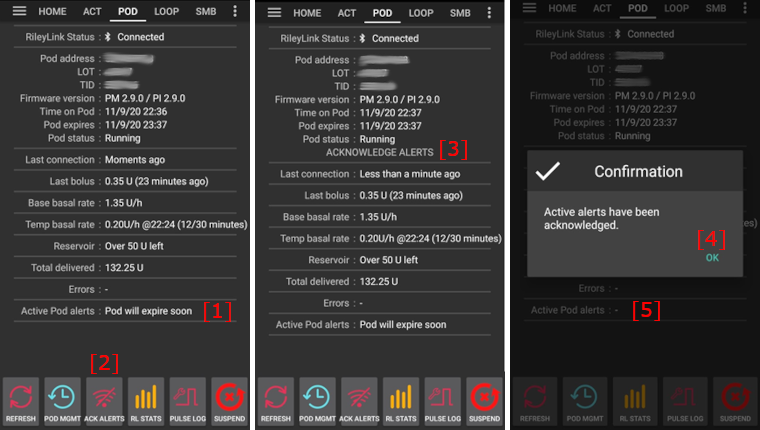 HOME ACT POD LOOP SMB
RileyLink Status : Connected
Pod address :
LOT :
TID :
Firmware version : PM 2.9.0 / PI 2.9.0
Time on Pod : 11/9/20 22:36
Pod expires : 11/9/20 23:37
Pod status : Running
Last connection : Moments ago
Last bolus : 0.35 U (23 minutes ago)
Base basal rate : 1.35 U/h
Temp basal rate : 0.20U/h @22:24 (12/30 minutes)
Reservoir : Over 50 U left
Total delivered : 132.25 U
Errors : -
Active Pod alerts : Pod will expire soon [1]
[2]
REFRESH POD MGMT ACK ALERTS RL STATS PULSE LOG SUSPEND
HOME ACT POD LOOP SMB
RileyLink Status : Connected
Pod address :
LOT :
TID :
Firmware version : PM 2.9.0 / PI 2.9.0
Time on Pod : 11/9/20 22:37
Pod expires : 11/9/20 23:37
Pod status : Running
ACKNOWLEDGE ALERTS [3]
Last connection : Less than a minute ago
Last bolus : 0.35 U (23 minutes ago)
Base basal rate : 1.35 U/h
Temp basal rate : 0.20U/h @22:24 (12/30 minutes)
Reservoir : Over 50 U left
Total delivered : 132.25 U
Errors : -
Active Pod alerts : Pod will expire soon
REFRESH POD MGMT ACK ALERTS RL STATS PULSE LOG SUSPEND
HOME ACT POD LOOP SMB
RileyLink Status : Connected
Pod address :
LOT :
TID :
Firmware version : PM 2.9.0 / PI 2.9.0
Time on Pod : 11/9/20 22:37
Pod expires : 11/9/20 23:37
Pod status : Running
Confirmation
Active alerts have been
acknowledged.
[4]
OK
Errors : -
Active Pod alerts : - [5]
REFRESH POD MGMT RL STATS PULSE LOG SUSPEND